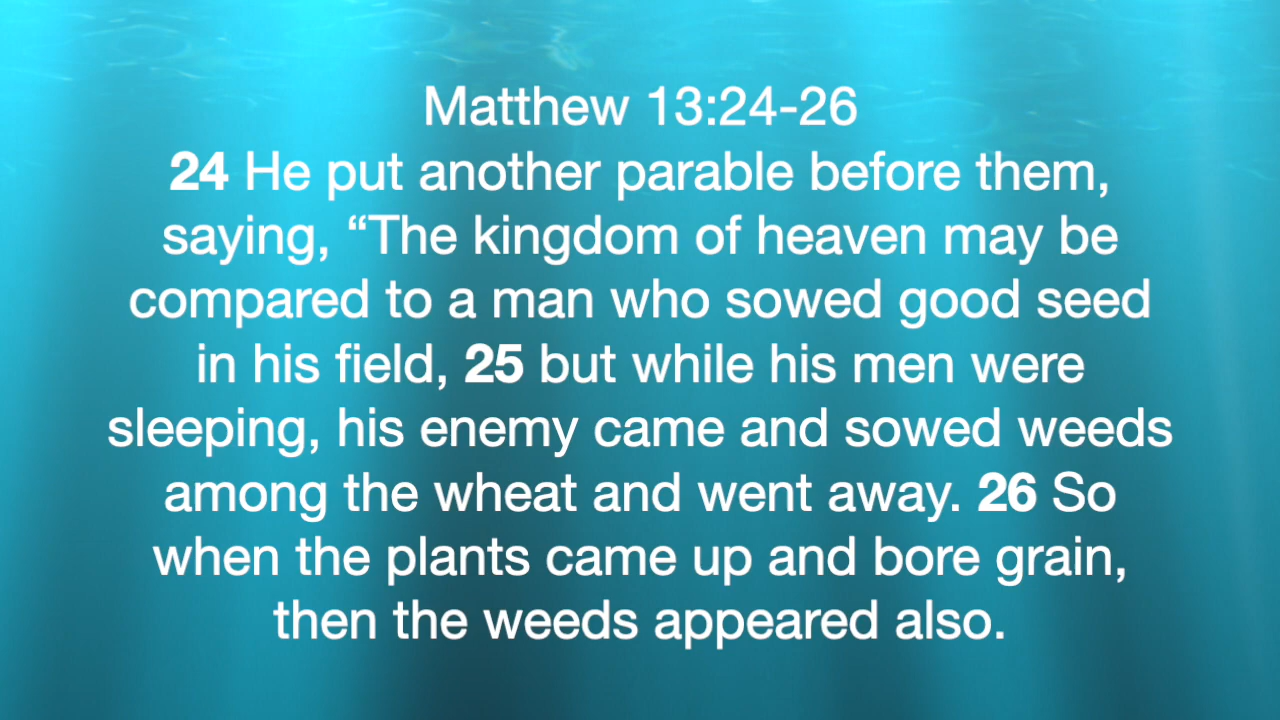 Matthew 13:24-26
24 He put another parable before them,
saying, “The kingdom of heaven may be
compared to a man who sowed good seed
in his field, 25 but while his men were
sleeping, his enemy came and sowed weeds
among the wheat and went away. 26 So
when the plants came up and bore grain,
then the weeds appeared also.